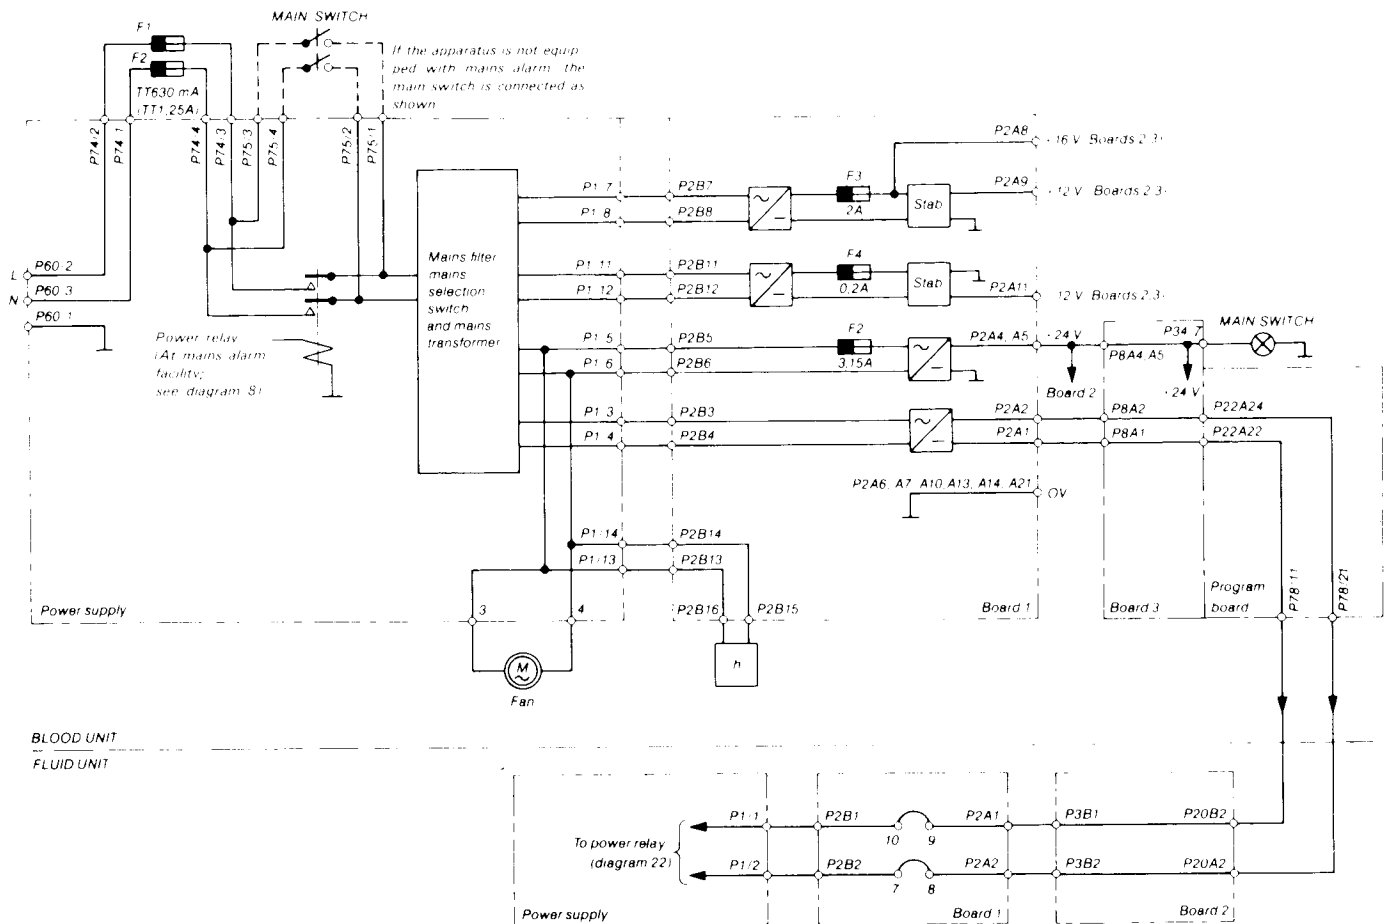 MAIN SWITCH
F1
F2
TT630 mA
(TT1,25A)
If the apparatus is not equip
ped with mains alarm the
main switch is connected as
shown
P74/2
P74/1
P74/4
P74/3
P75/3
P75/4
P75/2
P75/1
L
P60/2
N
P60/3
P60/1
Power relay
(At mains alarm
facility;
see diagram 8)
Mains filter
mains
selection
switch
and mains
transformer
P1/7
P2B7
P1/8
P2B8
F3
2A
Stab
P2A8
16 V Boards 2,3
P2A9
12 V Boards 2,3
P1/11
P2B11
P1/12
P2B12
F4
0,2A
Stab
P2A11
12 V Boards 2,3
P1/5
P2B5
P1/6
P2B6
F2
3,15A
P2A4, A5
24 V
Board 2
P8A4, A5
24 V
P34/7
MAIN SWITCH
P1/3
P2B3
P1/4
P2B4
P2A2
P2A1
P8A2
P8A1
P22A24
P22A22
P2A6, A7, A10, A13, A14, A21
OV
P1/14
P2B14
P1/13
P2B13
P2B16
P2B15
h
3
4
M
Fan
Power supply
Board 1
Board 3
Program
board
P78/11
P78/21
BLOOD UNIT
FLUID UNIT
To power relay
(diagram 22)
P1/1
P2B1
10
9
P2A1
P3B1
P20B2
P1/2
P2B2
7
8
P2A2
P3B2
P20A2
Power supply
Board 1
Board 2